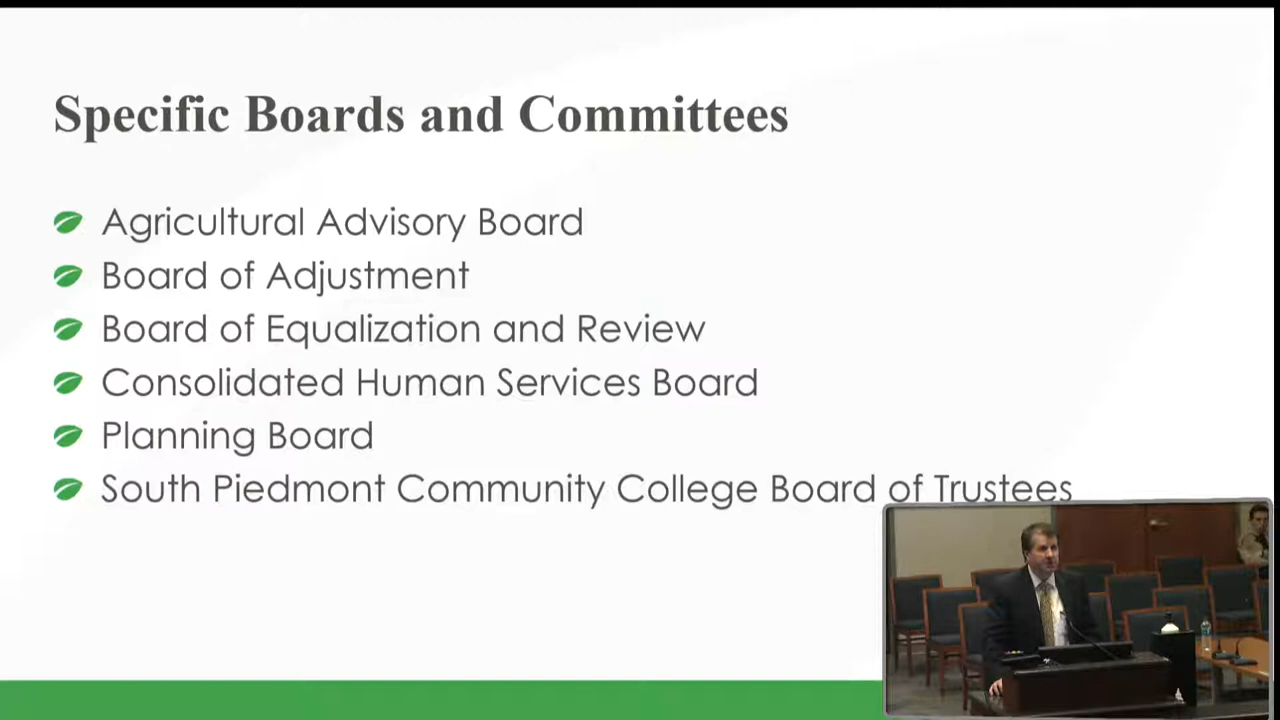 Specific Boards and Committees
Agricultural Advisory Board
Board of Adjustment
Board of Equalization and Review
Consolidated Human Services Board
Planning Board
South Piedmont Community College Board of Trustees